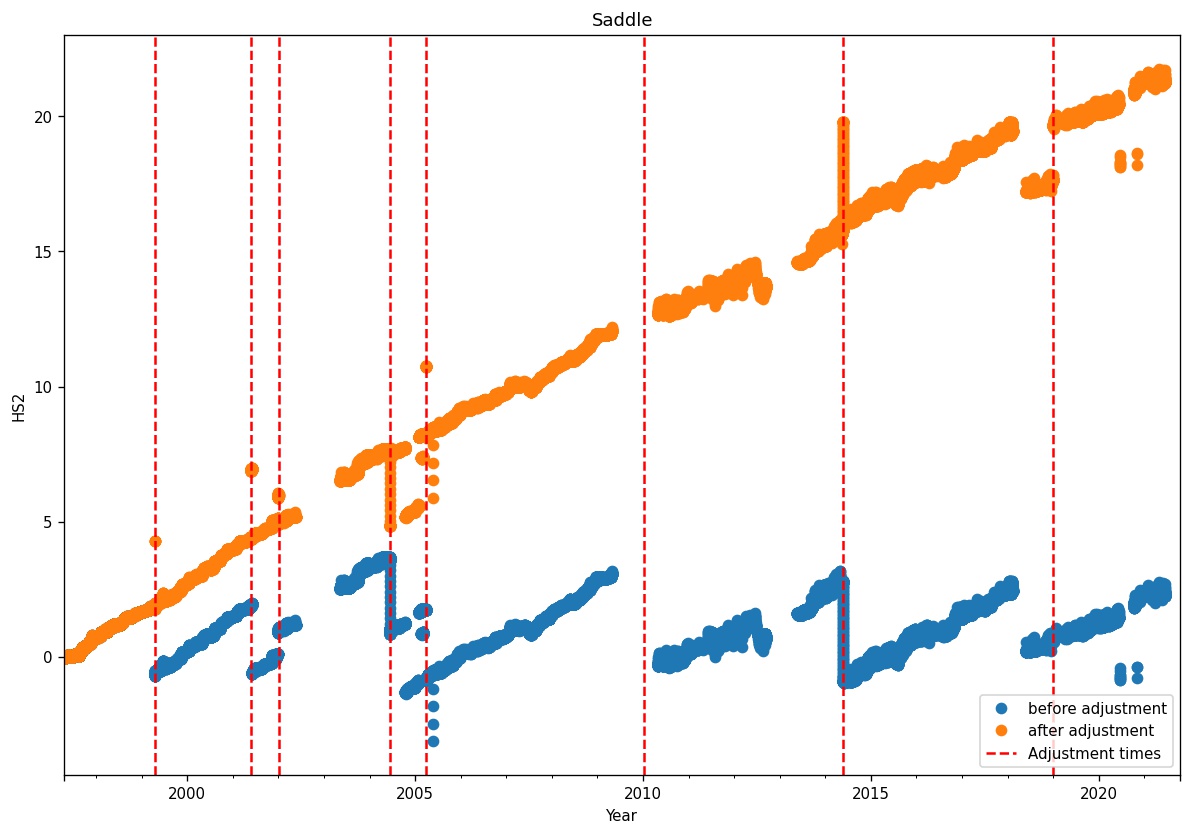 Saddle
HS2
20
15
10
5
0
2000 2005 2010 2015 2020
Year
before adjustment
after adjustment
Adjustment times